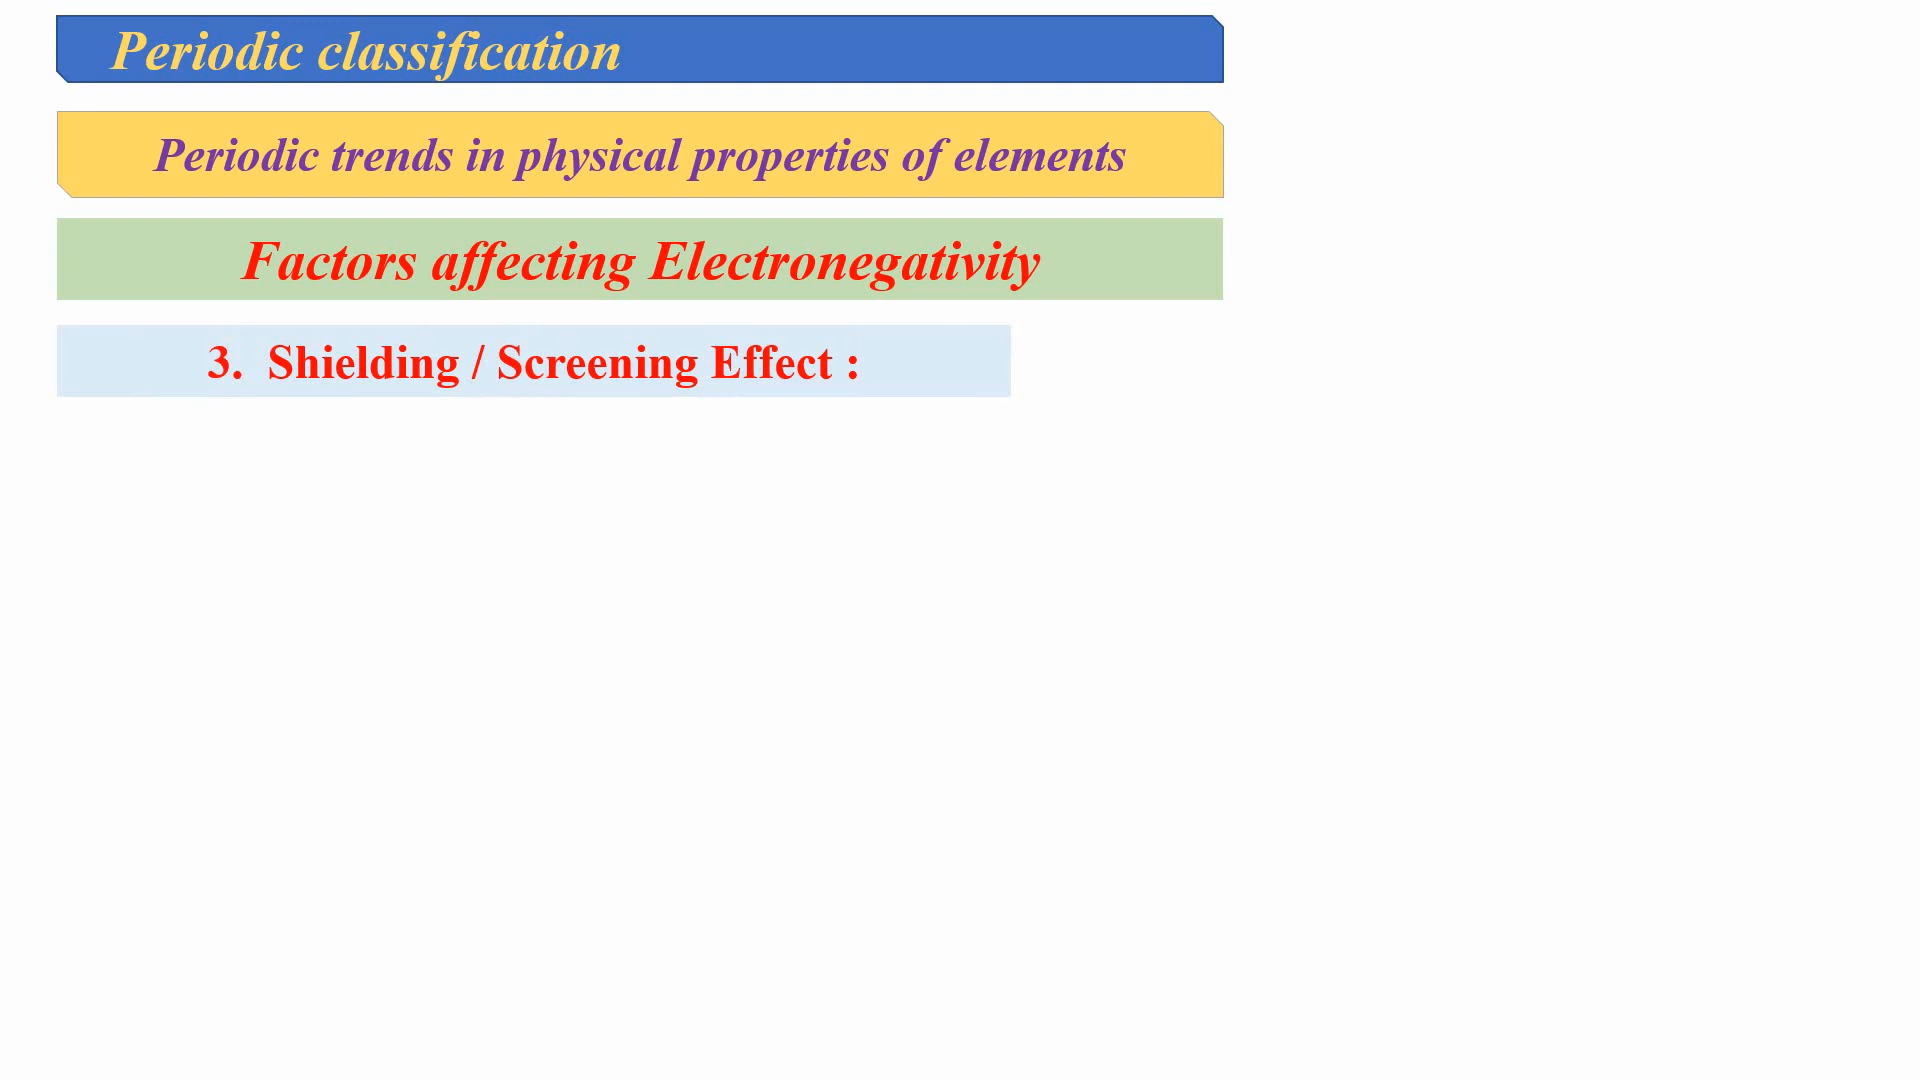 Periodic classification
Periodic trends in physical properties of elements
Factors affecting Electronegativity
3. Shielding / Screening Effect :